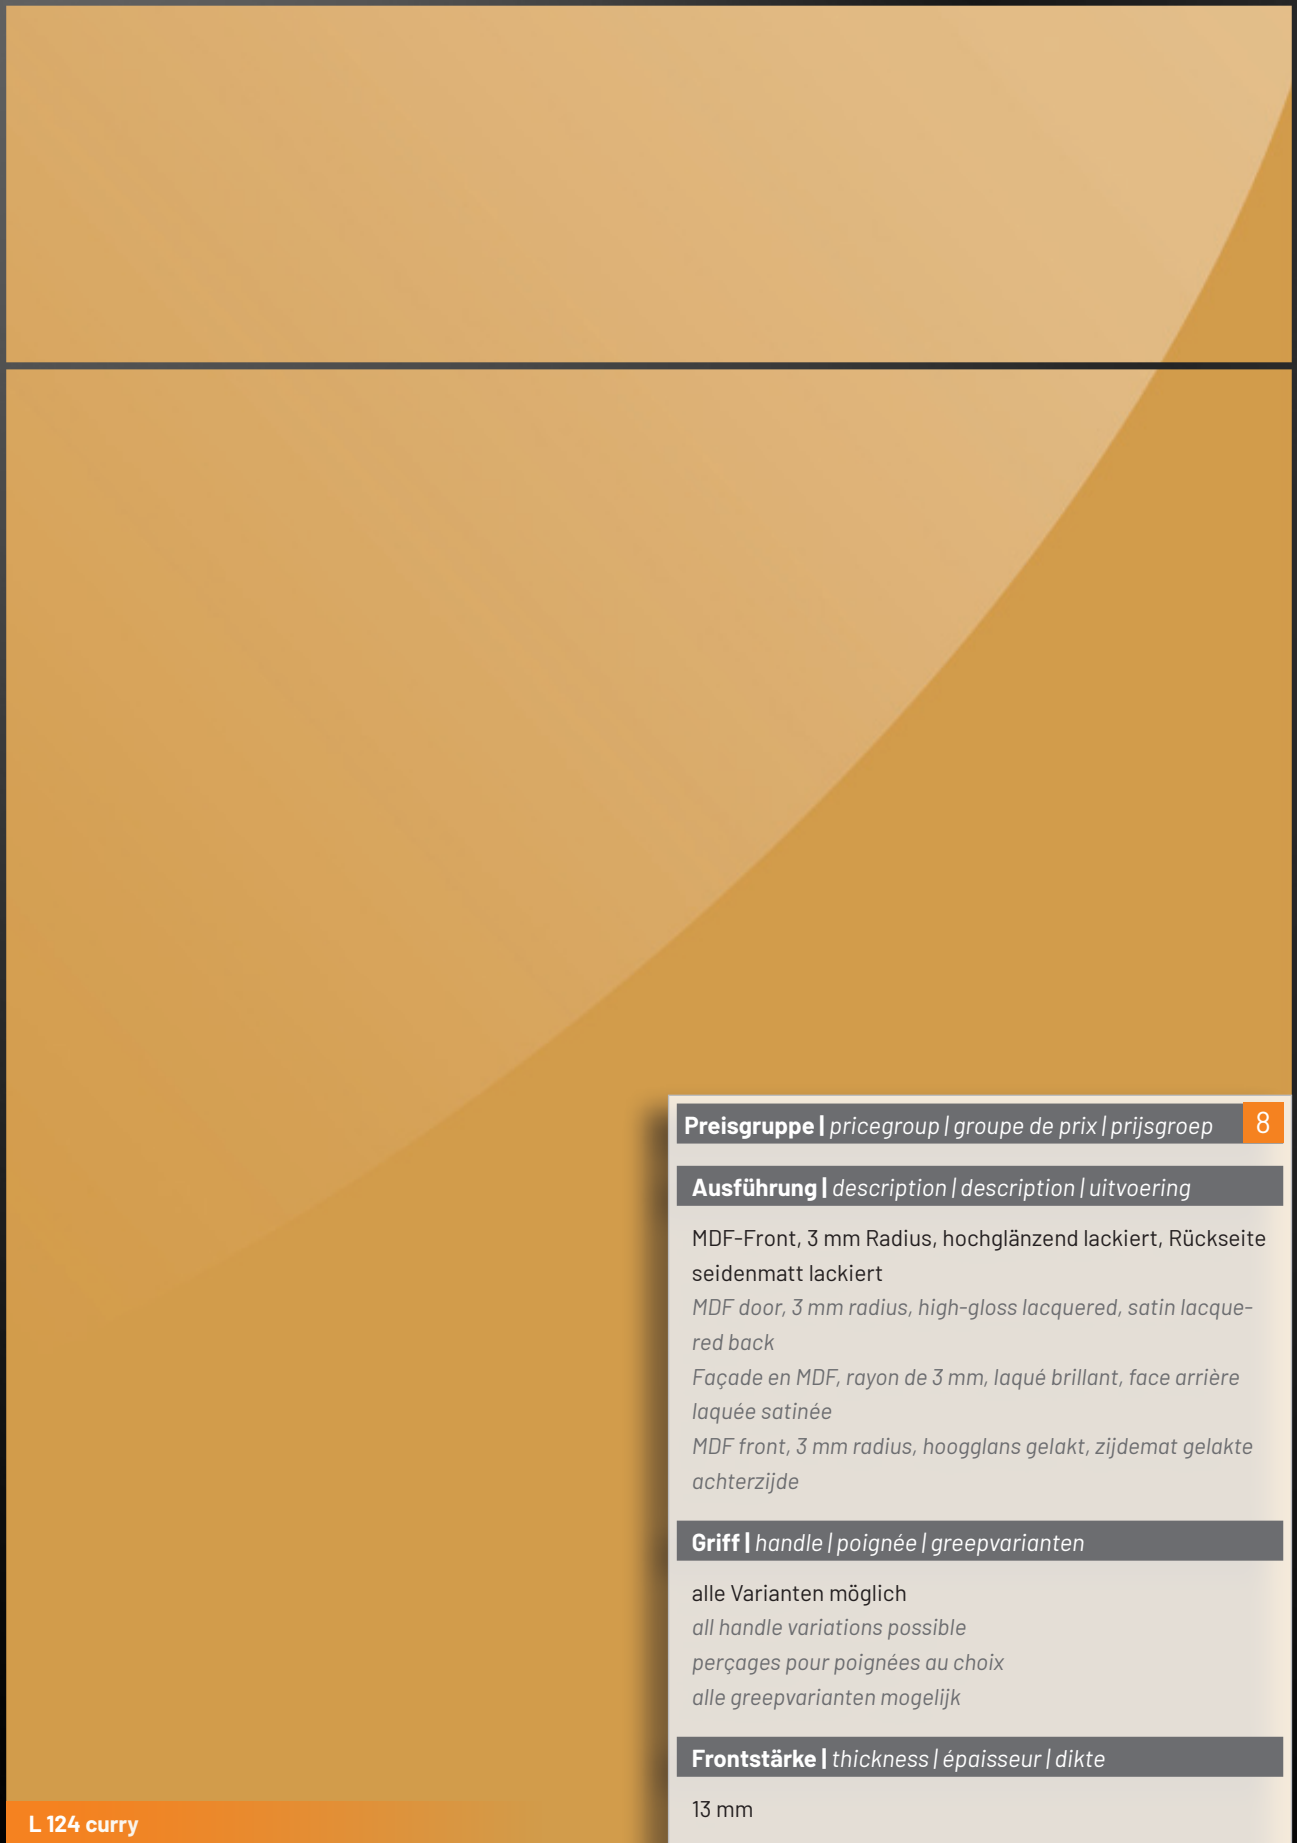 Preisgruppe | pricegroup | groupe de prix | prijsgroep 8
Ausführung | description | description | uitvoering
MDF-Front, 3 mm Radius, hochglänzend lackiert, Rückseite
seidenmatt lackiert
MDF door, 3 mm radius, high-gloss lacquered, satin lacque-
red back
Façade en MDF, rayon de 3 mm, laqué brillant, face arrière
laquée satinée
MDF front, 3 mm radius, hoogglans gelakt, zijdemat gelakte
achterzijde
Griff | handle | poignée | greepvarianten
alle Varianten möglich
all handle variations possible
perçages pour poignées au choix
alle greepvarianten mogelijk
Frontstärke | thickness | épaisseur | dikte
13 mm
L 124 curry